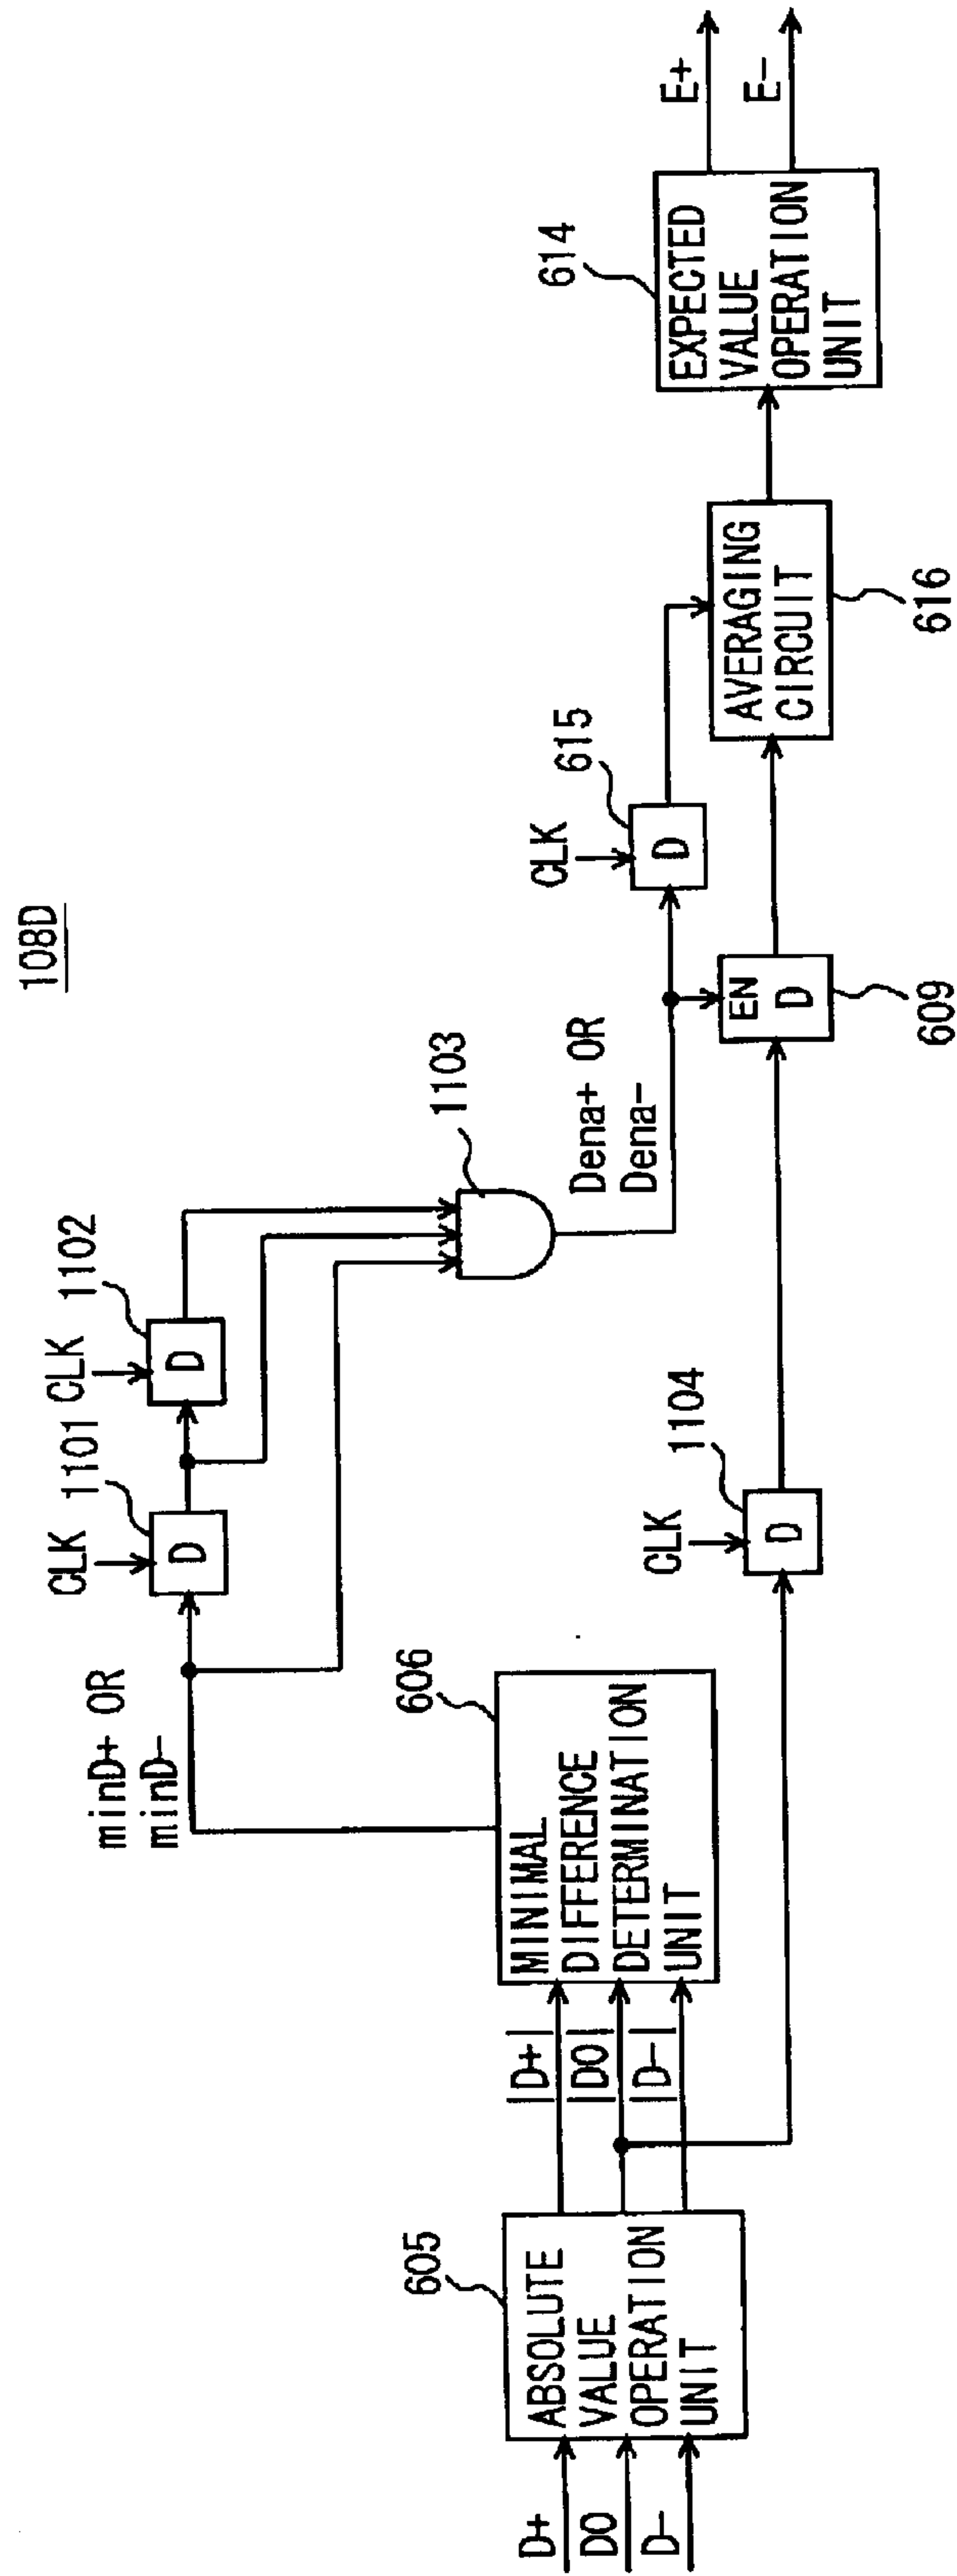 108D
D+
D0
D-
605
ABSOLUTE
VALUE
OPERATION
UNIT
|D+|
|D0|
|D-|
606
MINIMAL
DIFFERENCE
DETERMINATION
UNIT
minD+ OR
minD-
CLK
1101
D
CLK
1102
D
1103
CLK
1104
D
Dena+ OR
Dena-
CLK
615
D
EN
D
609
AVERAGING
CIRCUIT
616
614
EXPECTED
VALUE
OPERATION
UNIT
E+
E-